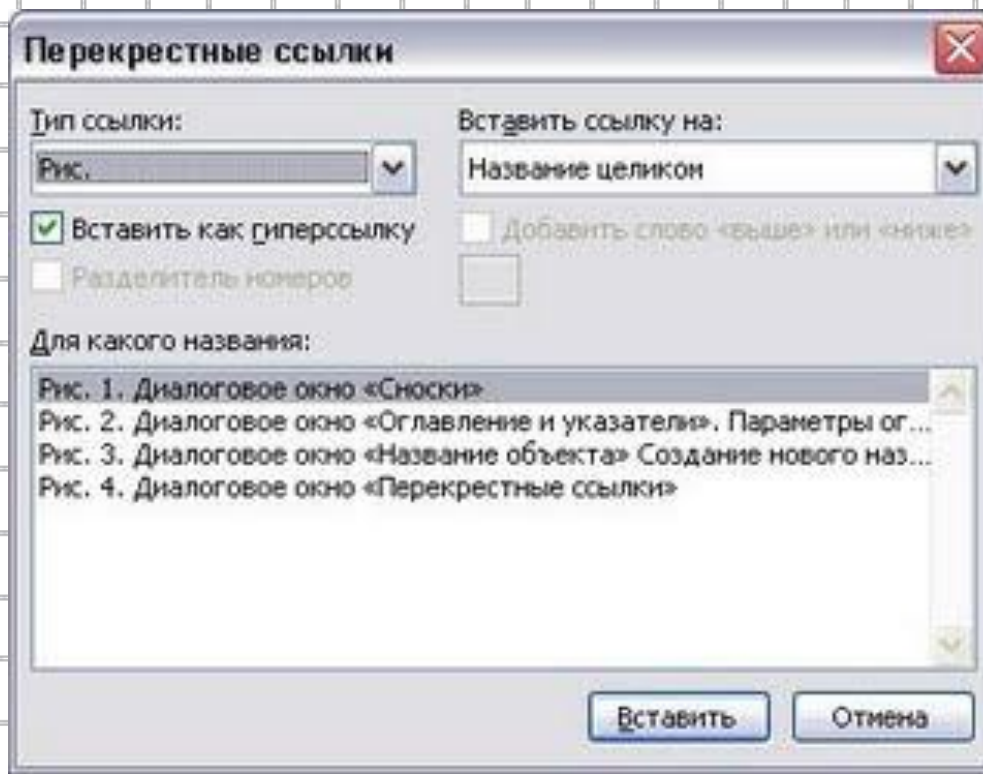 Перекрестные ссылки
Тип ссылки:
Вставить ссылку на:
Рис.
Название целиком
Вставить как гиперссылку
Добавить слово «выше» или «ниже»
Разделитель номеров
Для какого названия:
Рис. 1. Диалоговое окно «Сноски»
Рис. 2. Диалоговое окно «Оглавление и указатели». Параметры ог...
Рис. 3. Диалоговое окно «Название объекта» Создание нового наз...
Рис. 4. Диалоговое окно «Перекрестные ссылки»
Вставить
Отмена